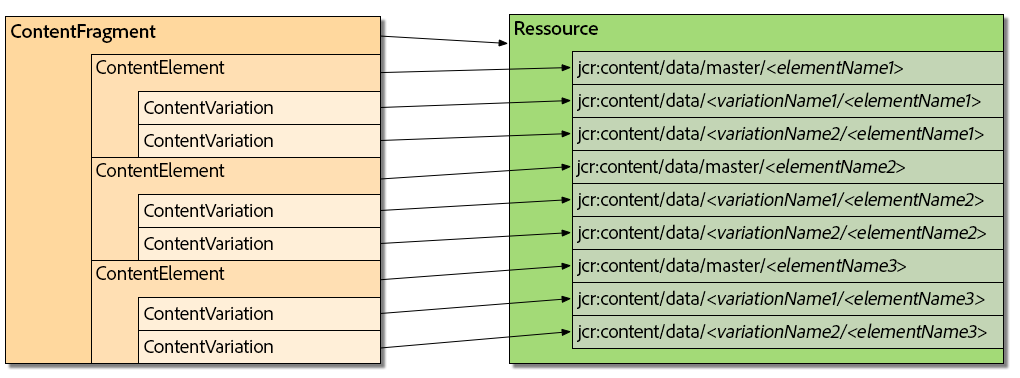 ContentFragment
ContentElement
ContentVariation
ContentVariation
ContentElement
ContentVariation
ContentVariation
ContentElement
ContentVariation
ContentVariation
Ressource
jcr:content/data/master/<elementName1>
jcr:content/data/<variationName1/<elementName1>
jcr:content/data/<variationName2/<elementName1>
jcr:content/data/master/<elementName2>
jcr:content/data/<variationName1/<elementName2>
jcr:content/data/<variationName2/<elementName2>
jcr:content/data/master/<elementName3>
jcr:content/data/<variationName1/<elementName3>
jcr:content/data/<variationName2/<elementName3>